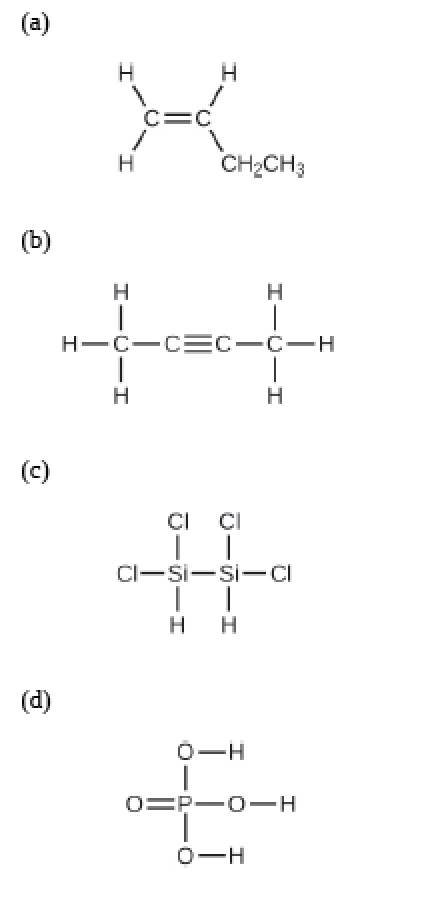 (a)
H H
C=C
H CH₂CH₃
(b)
H H
H—C—C≡C—C—H
H H
(c)
Cl Cl
Cl—Si—Si—Cl
H H
(d)
O—H
O=P—O—H
O—H